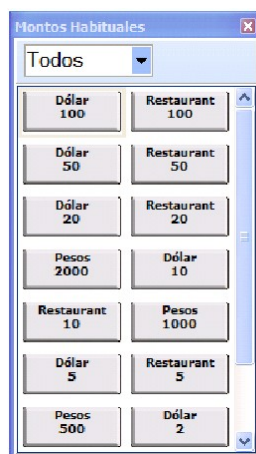 Montos Habituales
Todos
Dólar
100
Restaurant
100
Dólar
50
Restaurant
50
Dólar
20
Restaurant
20
Pesos
2000
Dólar
10
Restaurant
10
Pesos
1000
Dólar
5
Restaurant
5
Pesos
500
Dólar
2